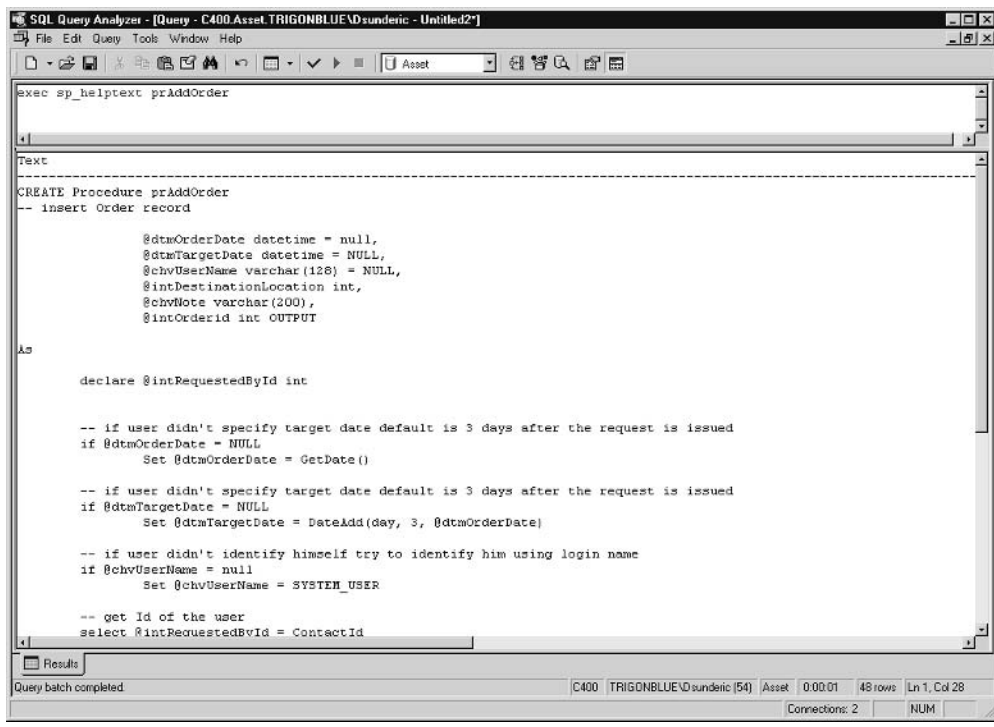 SQL Query Analyzer - [Query - C400.Asset.TRIGONBLUE\Dsunderic - Untitled2*]
File Edit Query Tools Window Help
Asset
exec sp_helptext prAddOrder
Text
CREATE Procedure prAddOrder
-- insert Order record
@dtmOrderDate datetime = null,
@dtmTargetDate datetime = NULL,
@chvUserName varchar(128) = NULL,
@intDestinationLocation int,
@chvNote varchar(200),
@intOrderid int OUTPUT
As
declare @intRequestedById int
-- if user didn't specify target date default is 3 days after the request is issued
if @dtmOrderDate = NULL
Set @dtmOrderDate = GetDate()
-- if user didn't specify target date default is 3 days after the request is issued
if @dtmTargetDate = NULL
Set @dtmTargetDate = DateAdd(day, 3, @dtmOrderDate)
-- if user didn't identify himself try to identify him using login name
if @chvUserName = null
Set @chvUserName = SYSTEM_USER
-- get Id of the user
select @intRequestedById = ContactId
Results
Query batch completed. C400 TRIGONBLUE\Dsunderic (54) Asset 0:00:01 48 rows Ln 1, Col 28
Connections: 2 NUM